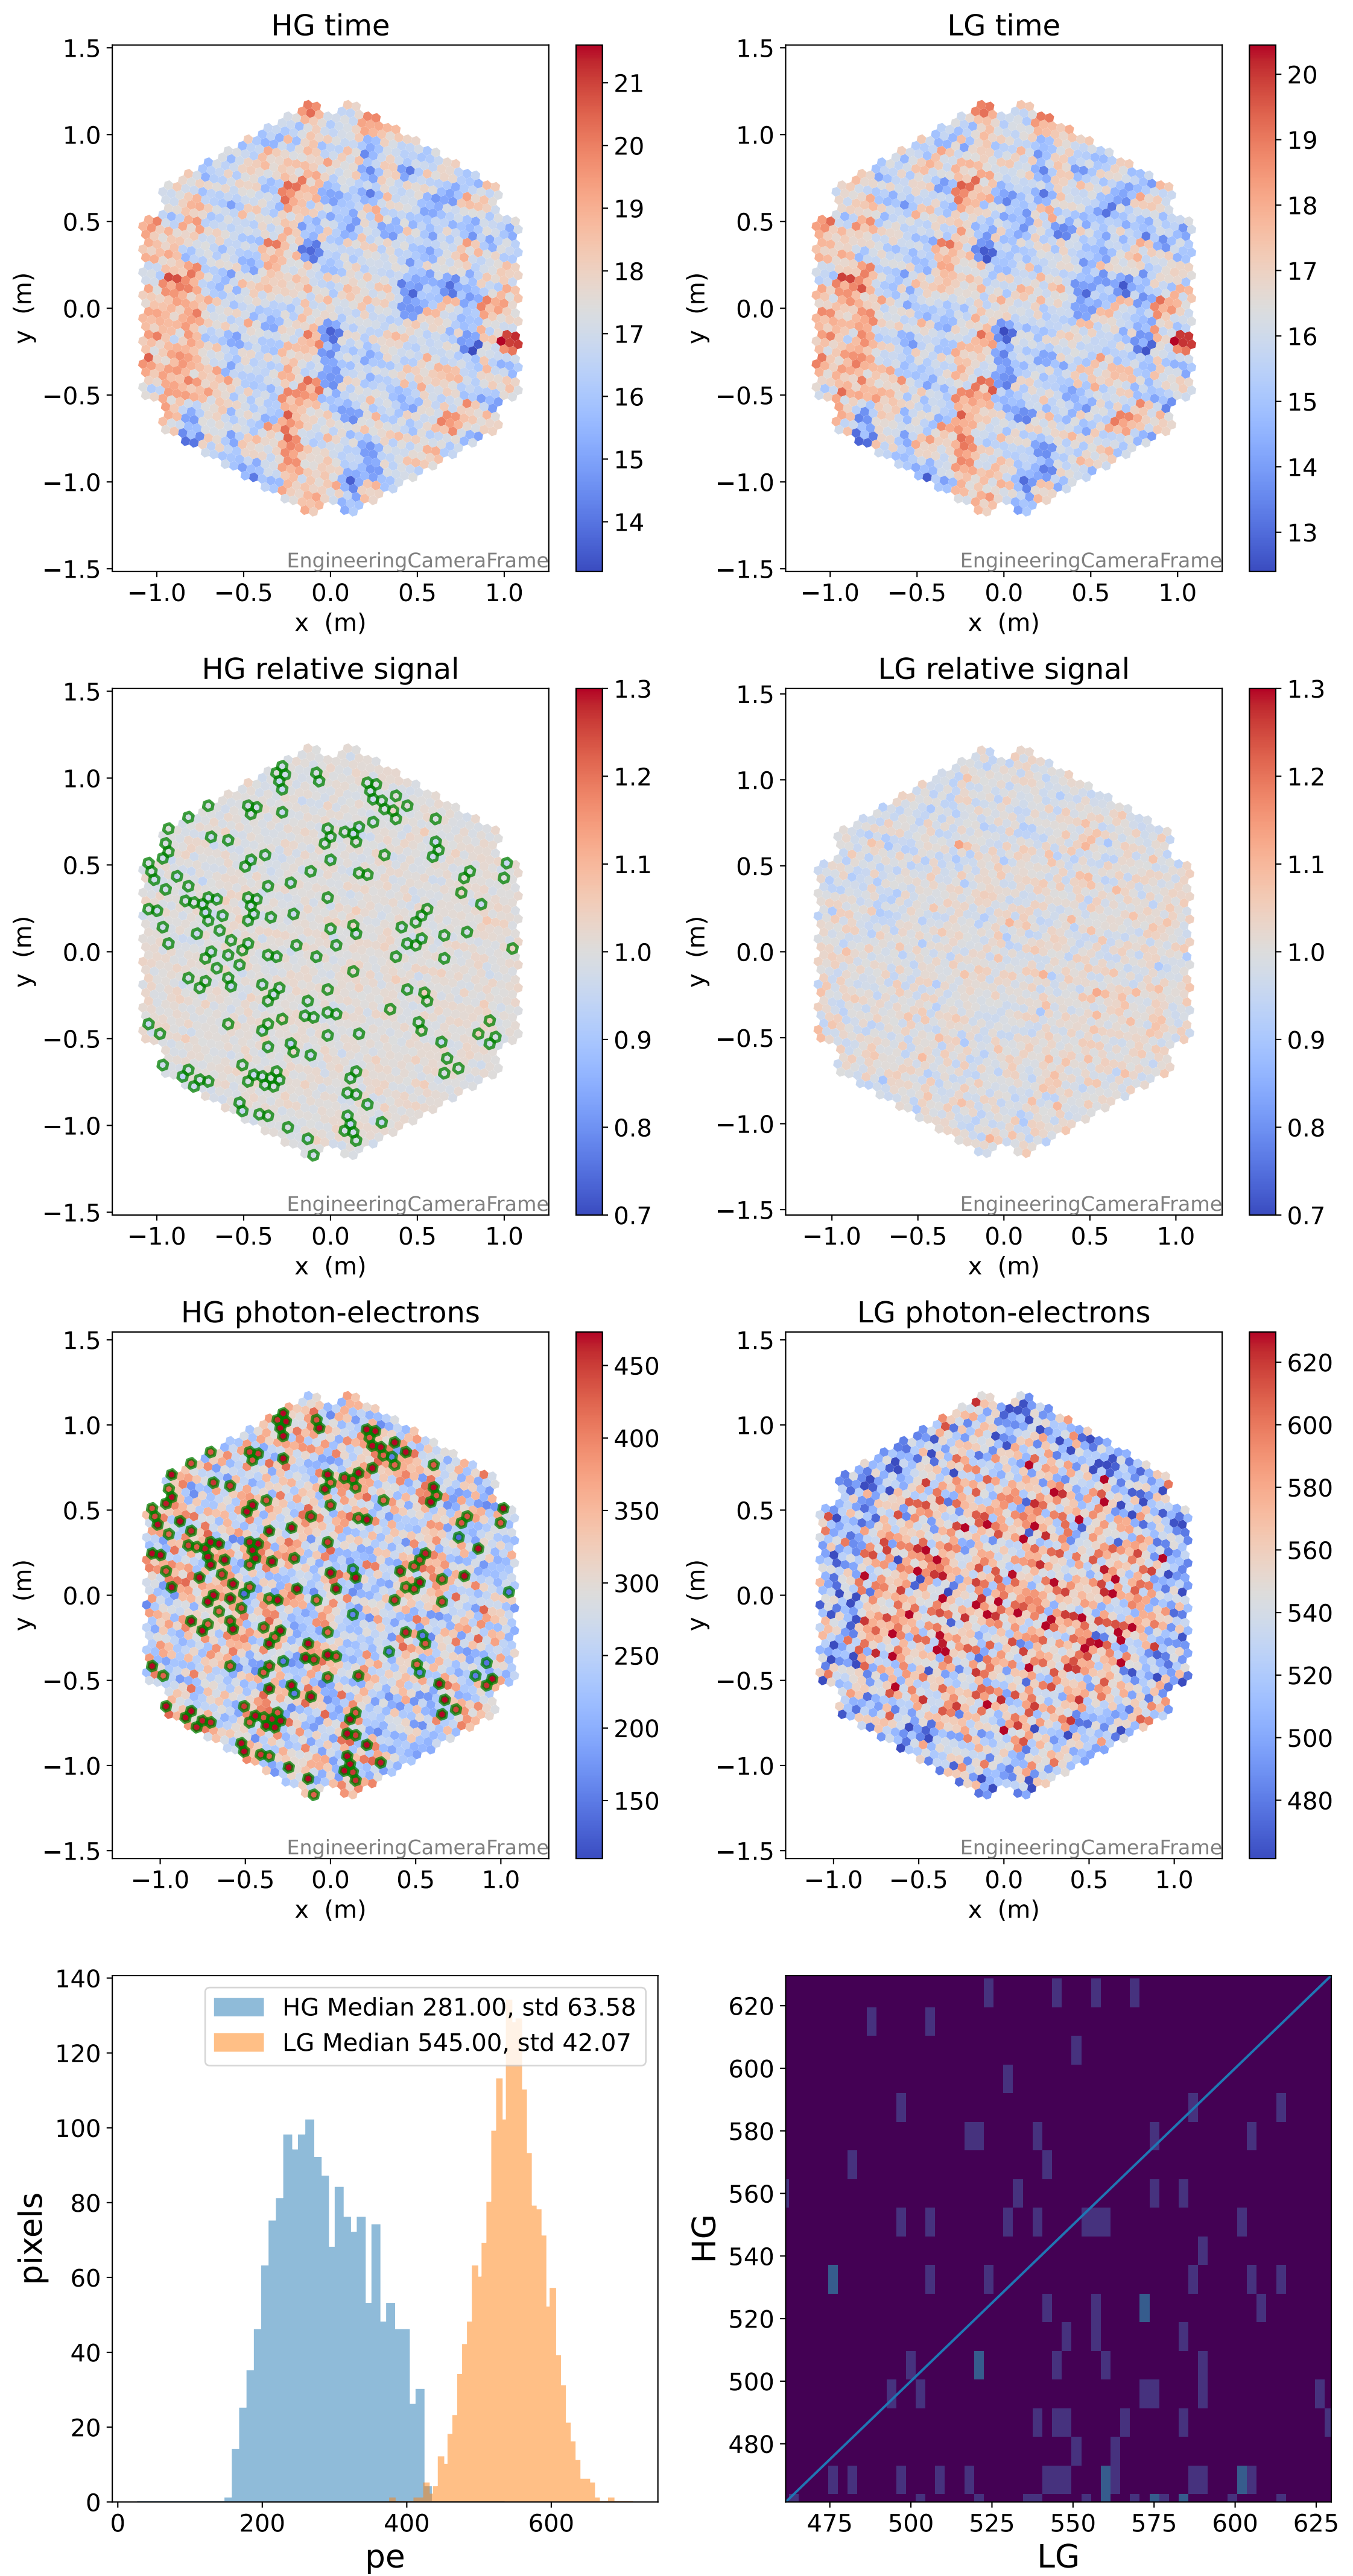 HG time
LG time
1.5
1.0
0.5
0.0
−0.5
−1.0
−1.5
y (m)
−1.0 −0.5 0.0 0.5 1.0
x (m)
EngineeringCameraFrame
21
20
19
18
17
16
15
14
1.5
1.0
0.5
0.0
−0.5
−1.0
−1.5
y (m)
−1.0 −0.5 0.0 0.5 1.0
x (m)
EngineeringCameraFrame
20
19
18
17
16
15
14
13
HG relative signal
LG relative signal
1.5
1.0
0.5
0.0
−0.5
−1.0
−1.5
y (m)
−1.0 −0.5 0.0 0.5 1.0
x (m)
EngineeringCameraFrame
1.3
1.2
1.1
1.0
0.9
0.8
0.7
1.5
1.0
0.5
0.0
−0.5
−1.0
−1.5
y (m)
−1.0 −0.5 0.0 0.5 1.0
x (m)
EngineeringCameraFrame
1.3
1.2
1.1
1.0
0.9
0.8
0.7
HG photon-electrons
LG photon-electrons
1.5
1.0
0.5
0.0
−0.5
−1.0
−1.5
y (m)
−1.0 −0.5 0.0 0.5 1.0
x (m)
EngineeringCameraFrame
450
400
350
300
250
200
150
1.5
1.0
0.5
0.0
−0.5
−1.0
−1.5
y (m)
−1.0 −0.5 0.0 0.5 1.0
x (m)
EngineeringCameraFrame
620
600
580
560
540
520
500
480
HG Median 281.00, std 63.58
LG Median 545.00, std 42.07
140
120
100
80
60
40
20
0
pixels
0 200 400 600
pe
620
600
580
560
540
520
500
480
HG
475 500 525 550 575 600 625
LG